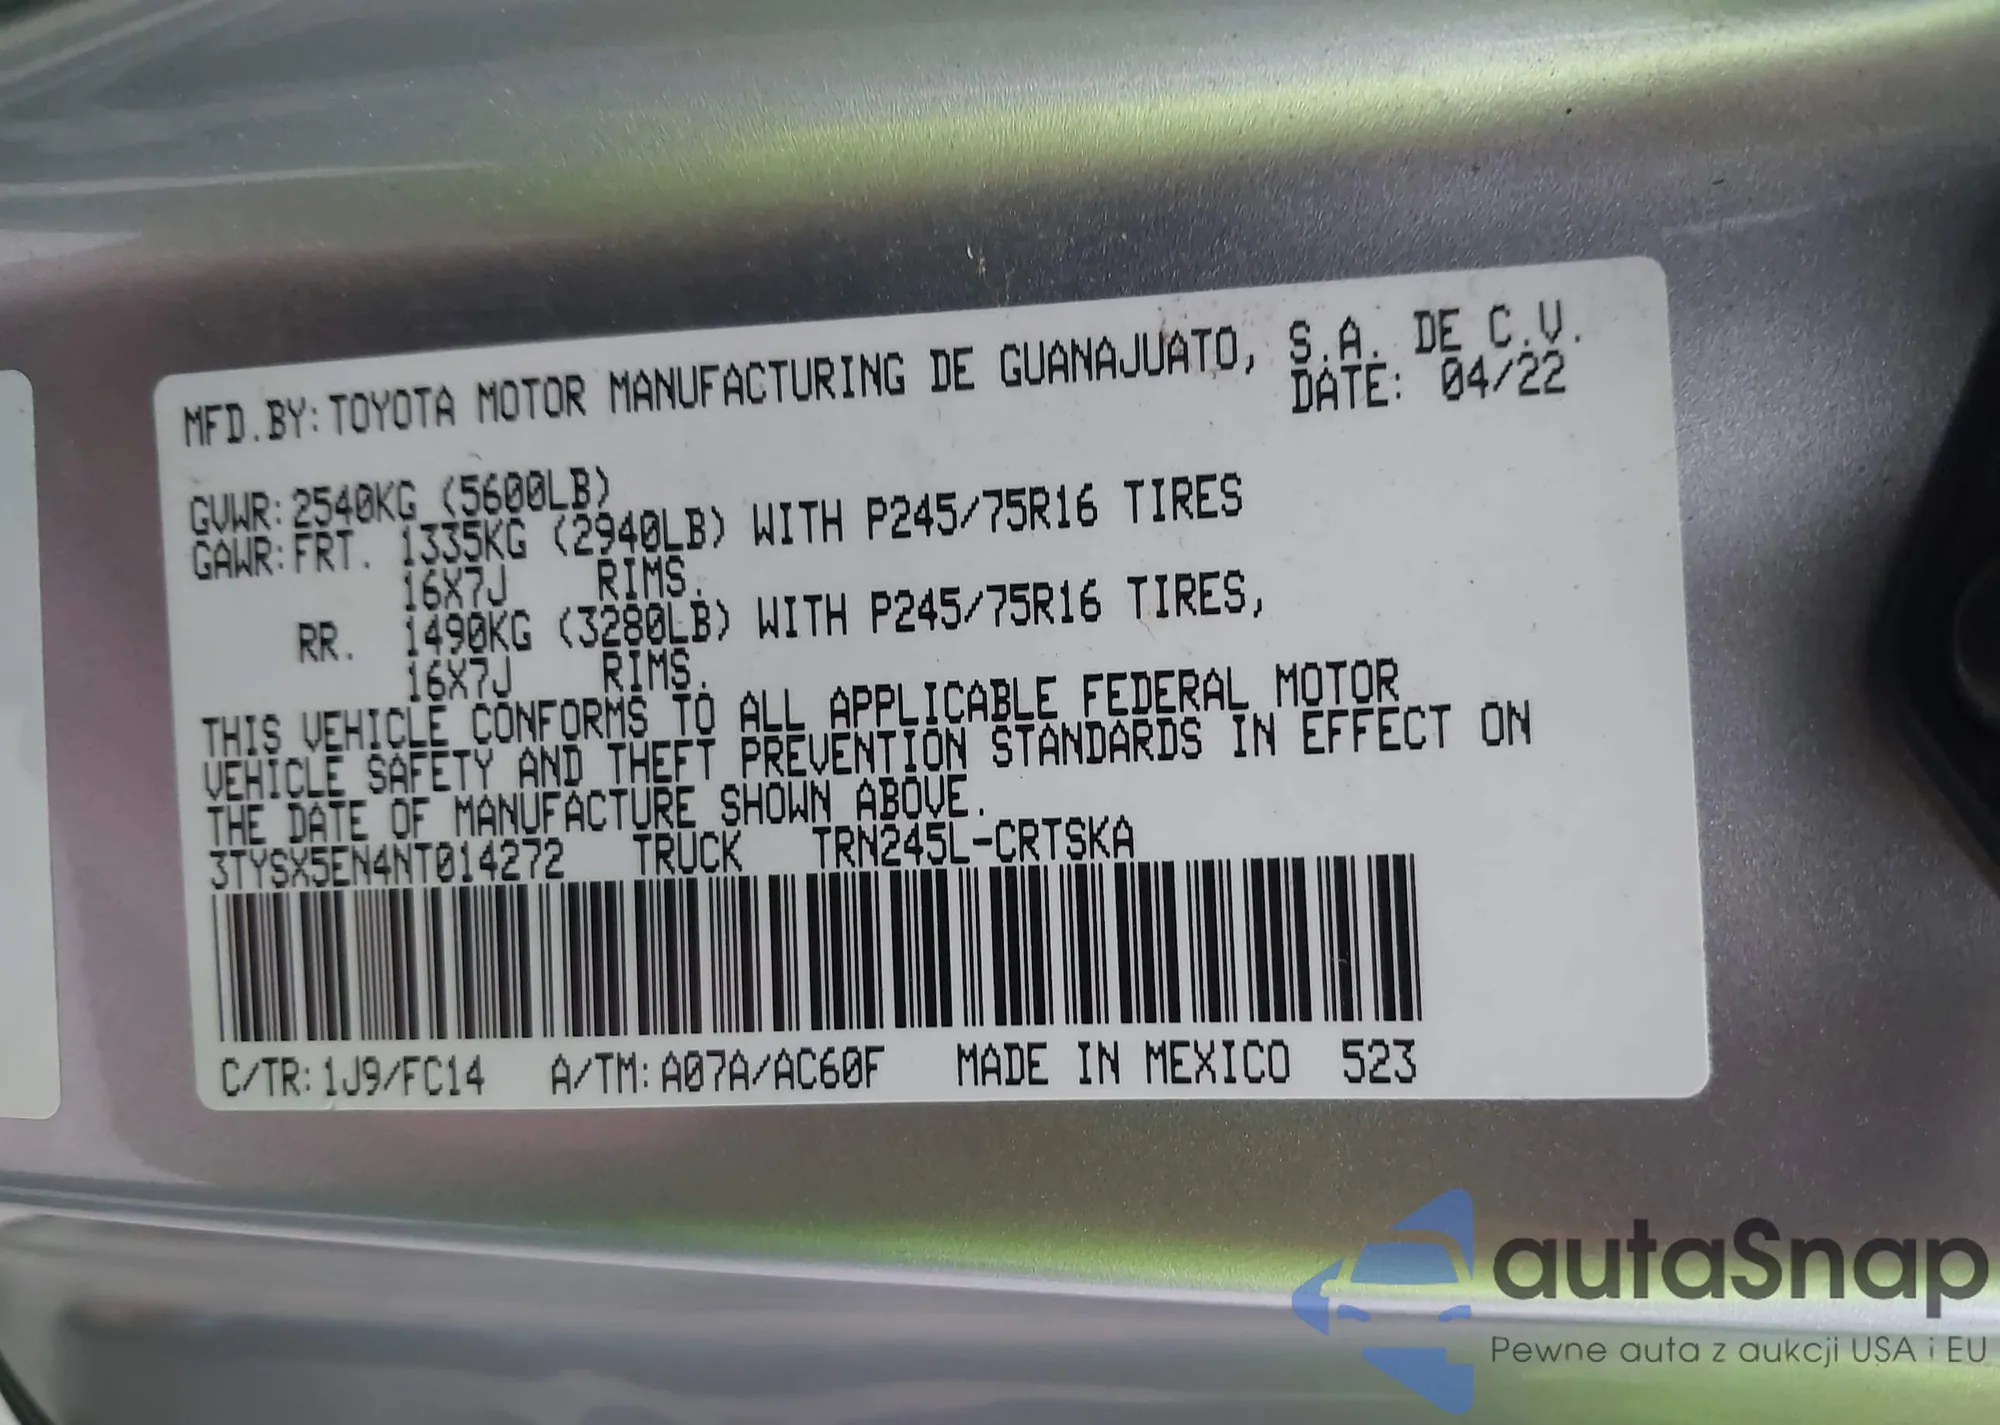 MFD.BY: TOYOTA MOTOR MANUFACTURING DE GUANAJUATO, S.A. DE C.V.
DATE: 04/22
GVWR: 2540KG (5600LB)
GAWR: FRT. 1335KG (2940LB) WITH P245/75R16 TIRES
16X7J RIMS.
RR. 1490KG (3280LB) WITH P245/75R16 TIRES,
16X7J RIMS.
THIS VEHICLE CONFORMS TO ALL APPLICABLE FEDERAL MOTOR
VEHICLE SAFETY AND THEFT PREVENTION STANDARDS IN EFFECT ON
THE DATE OF MANUFACTURE SHOWN ABOVE.
3TYSX5EN4NT014272 TRUCK TRN245L-CRTSKA
C/TR: 1J9/FC14 A/TM: A07A/AC60F MADE IN MEXICO 523
autaSnap
Pewne auta z aukcji USA i EU